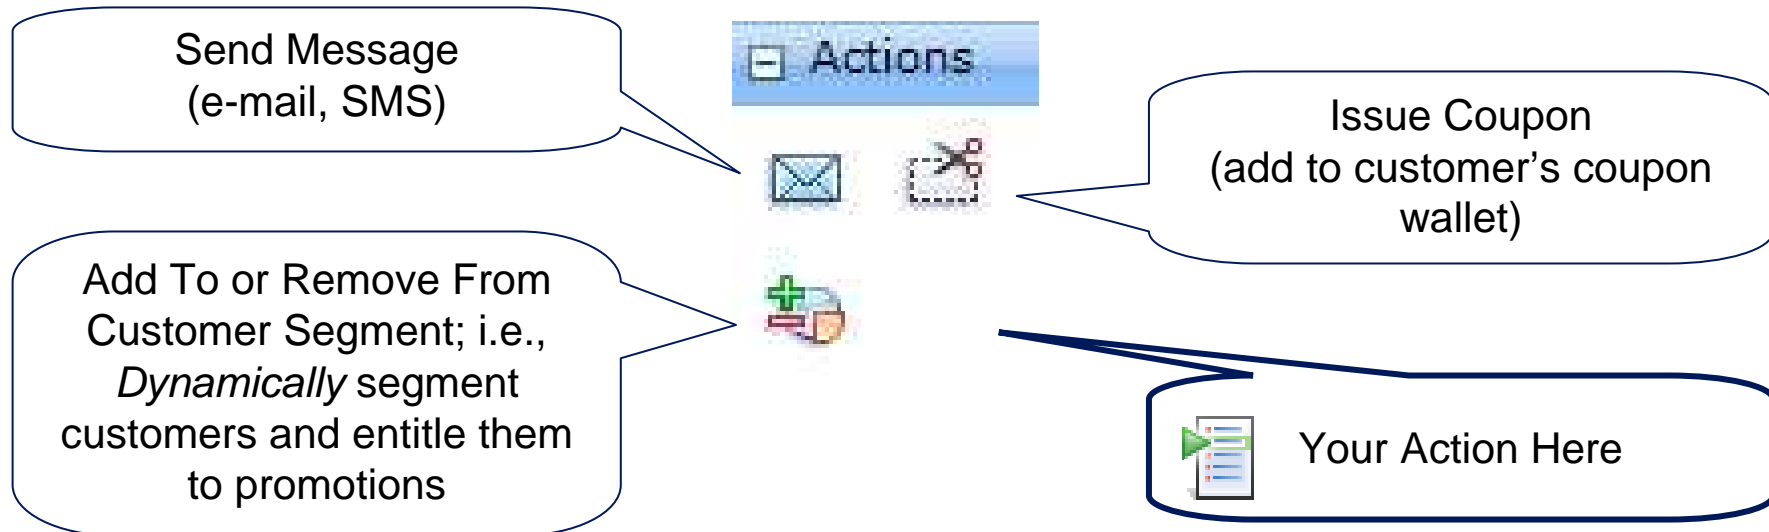 Send Message
(e-mail, SMS)
Actions
Issue Coupon
(add to customer’s coupon
wallet)
Add To or Remove From
Customer Segment; i.e.,
Dynamically segment
customers and entitle them
to promotions
Your Action Here